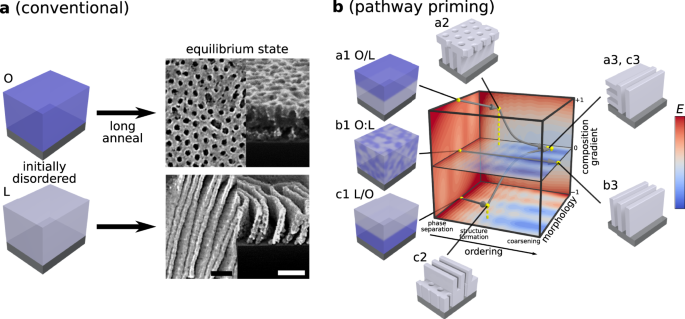 a (conventional)
O
long
anneal
initially
disordered
L
equilibrium state
b (pathway priming)
a2
a1 O/L
a3, c3
b1 O:L
b3
c1 L/O
c2
+1
0
-1
composition
gradient
morphology
phase
separation
structure
formation
coarsening
ordering
E